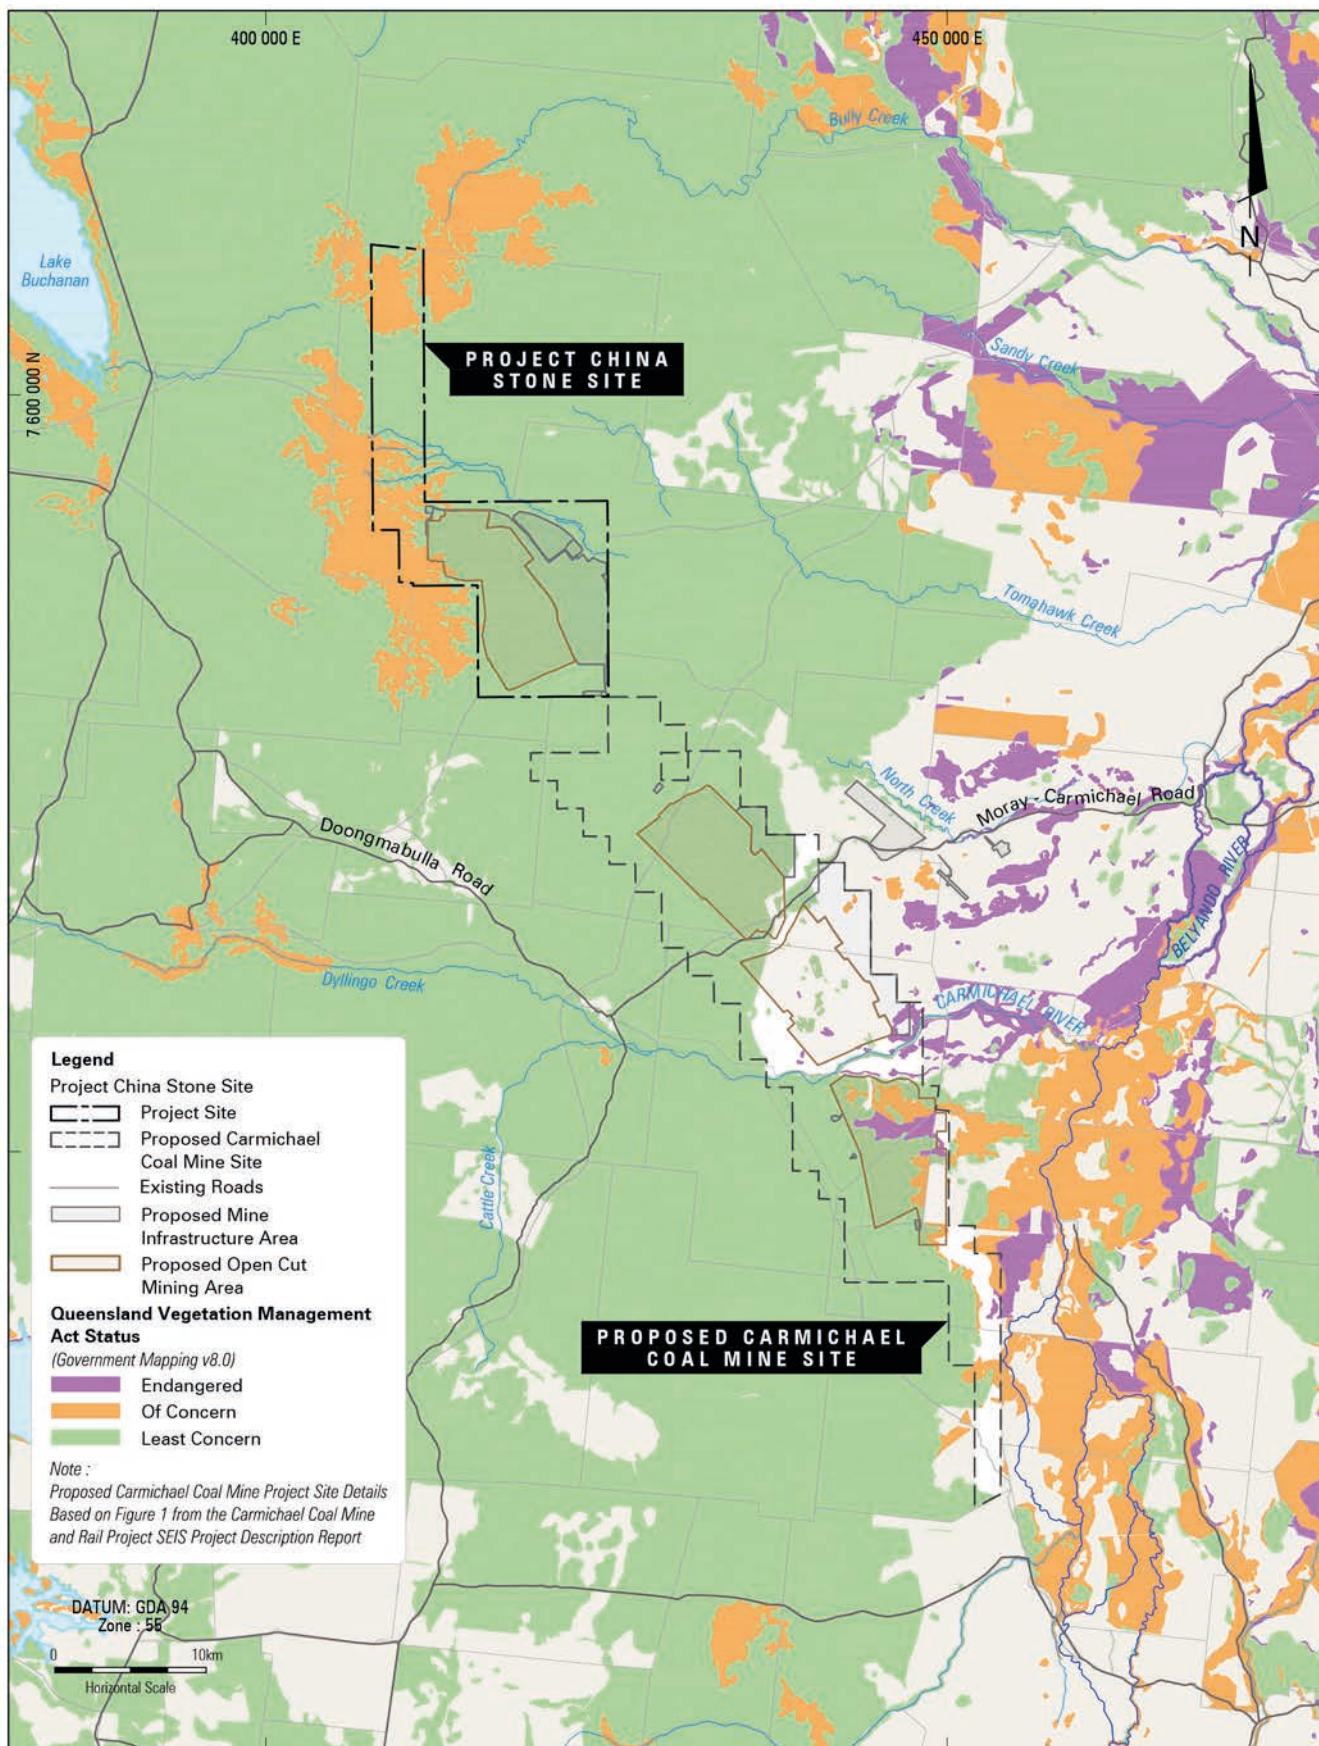 400 000 E
450 000 E
Bully Creek
N
Lake
Buchanan
7 600 000 N
PROJECT CHINA
STONE SITE
Sandy Creek
Tomahawk Creek
North Creek
Moray - Carmichael Road
Doongmabulla Road
BELYANDO RIVER
Dyllingo Creek
CARMICHAEL RIVER
Cattle Creek
PROPOSED CARMICHAEL
COAL MINE SITE
Legend
Project China Stone Site
Project Site
Proposed Carmichael
Coal Mine Site
Existing Roads
Proposed Mine
Infrastructure Area
Proposed Open Cut
Mining Area
Queensland Vegetation Management
Act Status
(Government Mapping v8.0)
Endangered
Of Concern
Least Concern
Note :
Proposed Carmichael Coal Mine Project Site Details
Based on Figure 1 from the Carmichael Coal Mine
and Rail Project SEIS Project Description Report
DATUM: GDA 94
Zone : 55
0 10km
Horizontal Scale